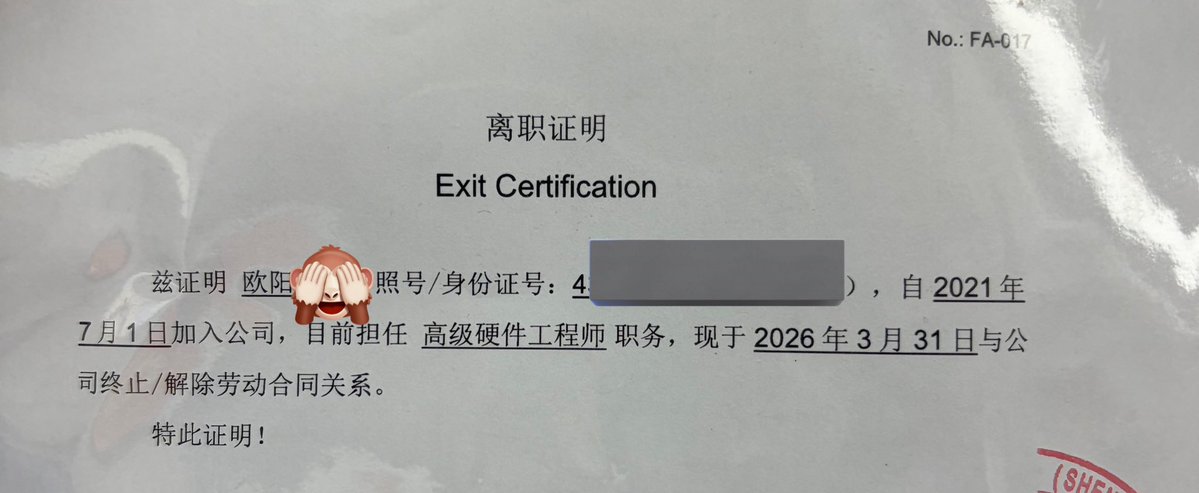 No.: FA-017
离职证明
Exit Certification
兹证明 欧阳 照号/身份证号：4 ），自 2021 年
7 月 1 日加入公司，目前担任 高级硬件工程师 职务，现于 2026 年 3 月 31 日与公
司终止/解除劳动合同关系。
特此证明！
SHEN